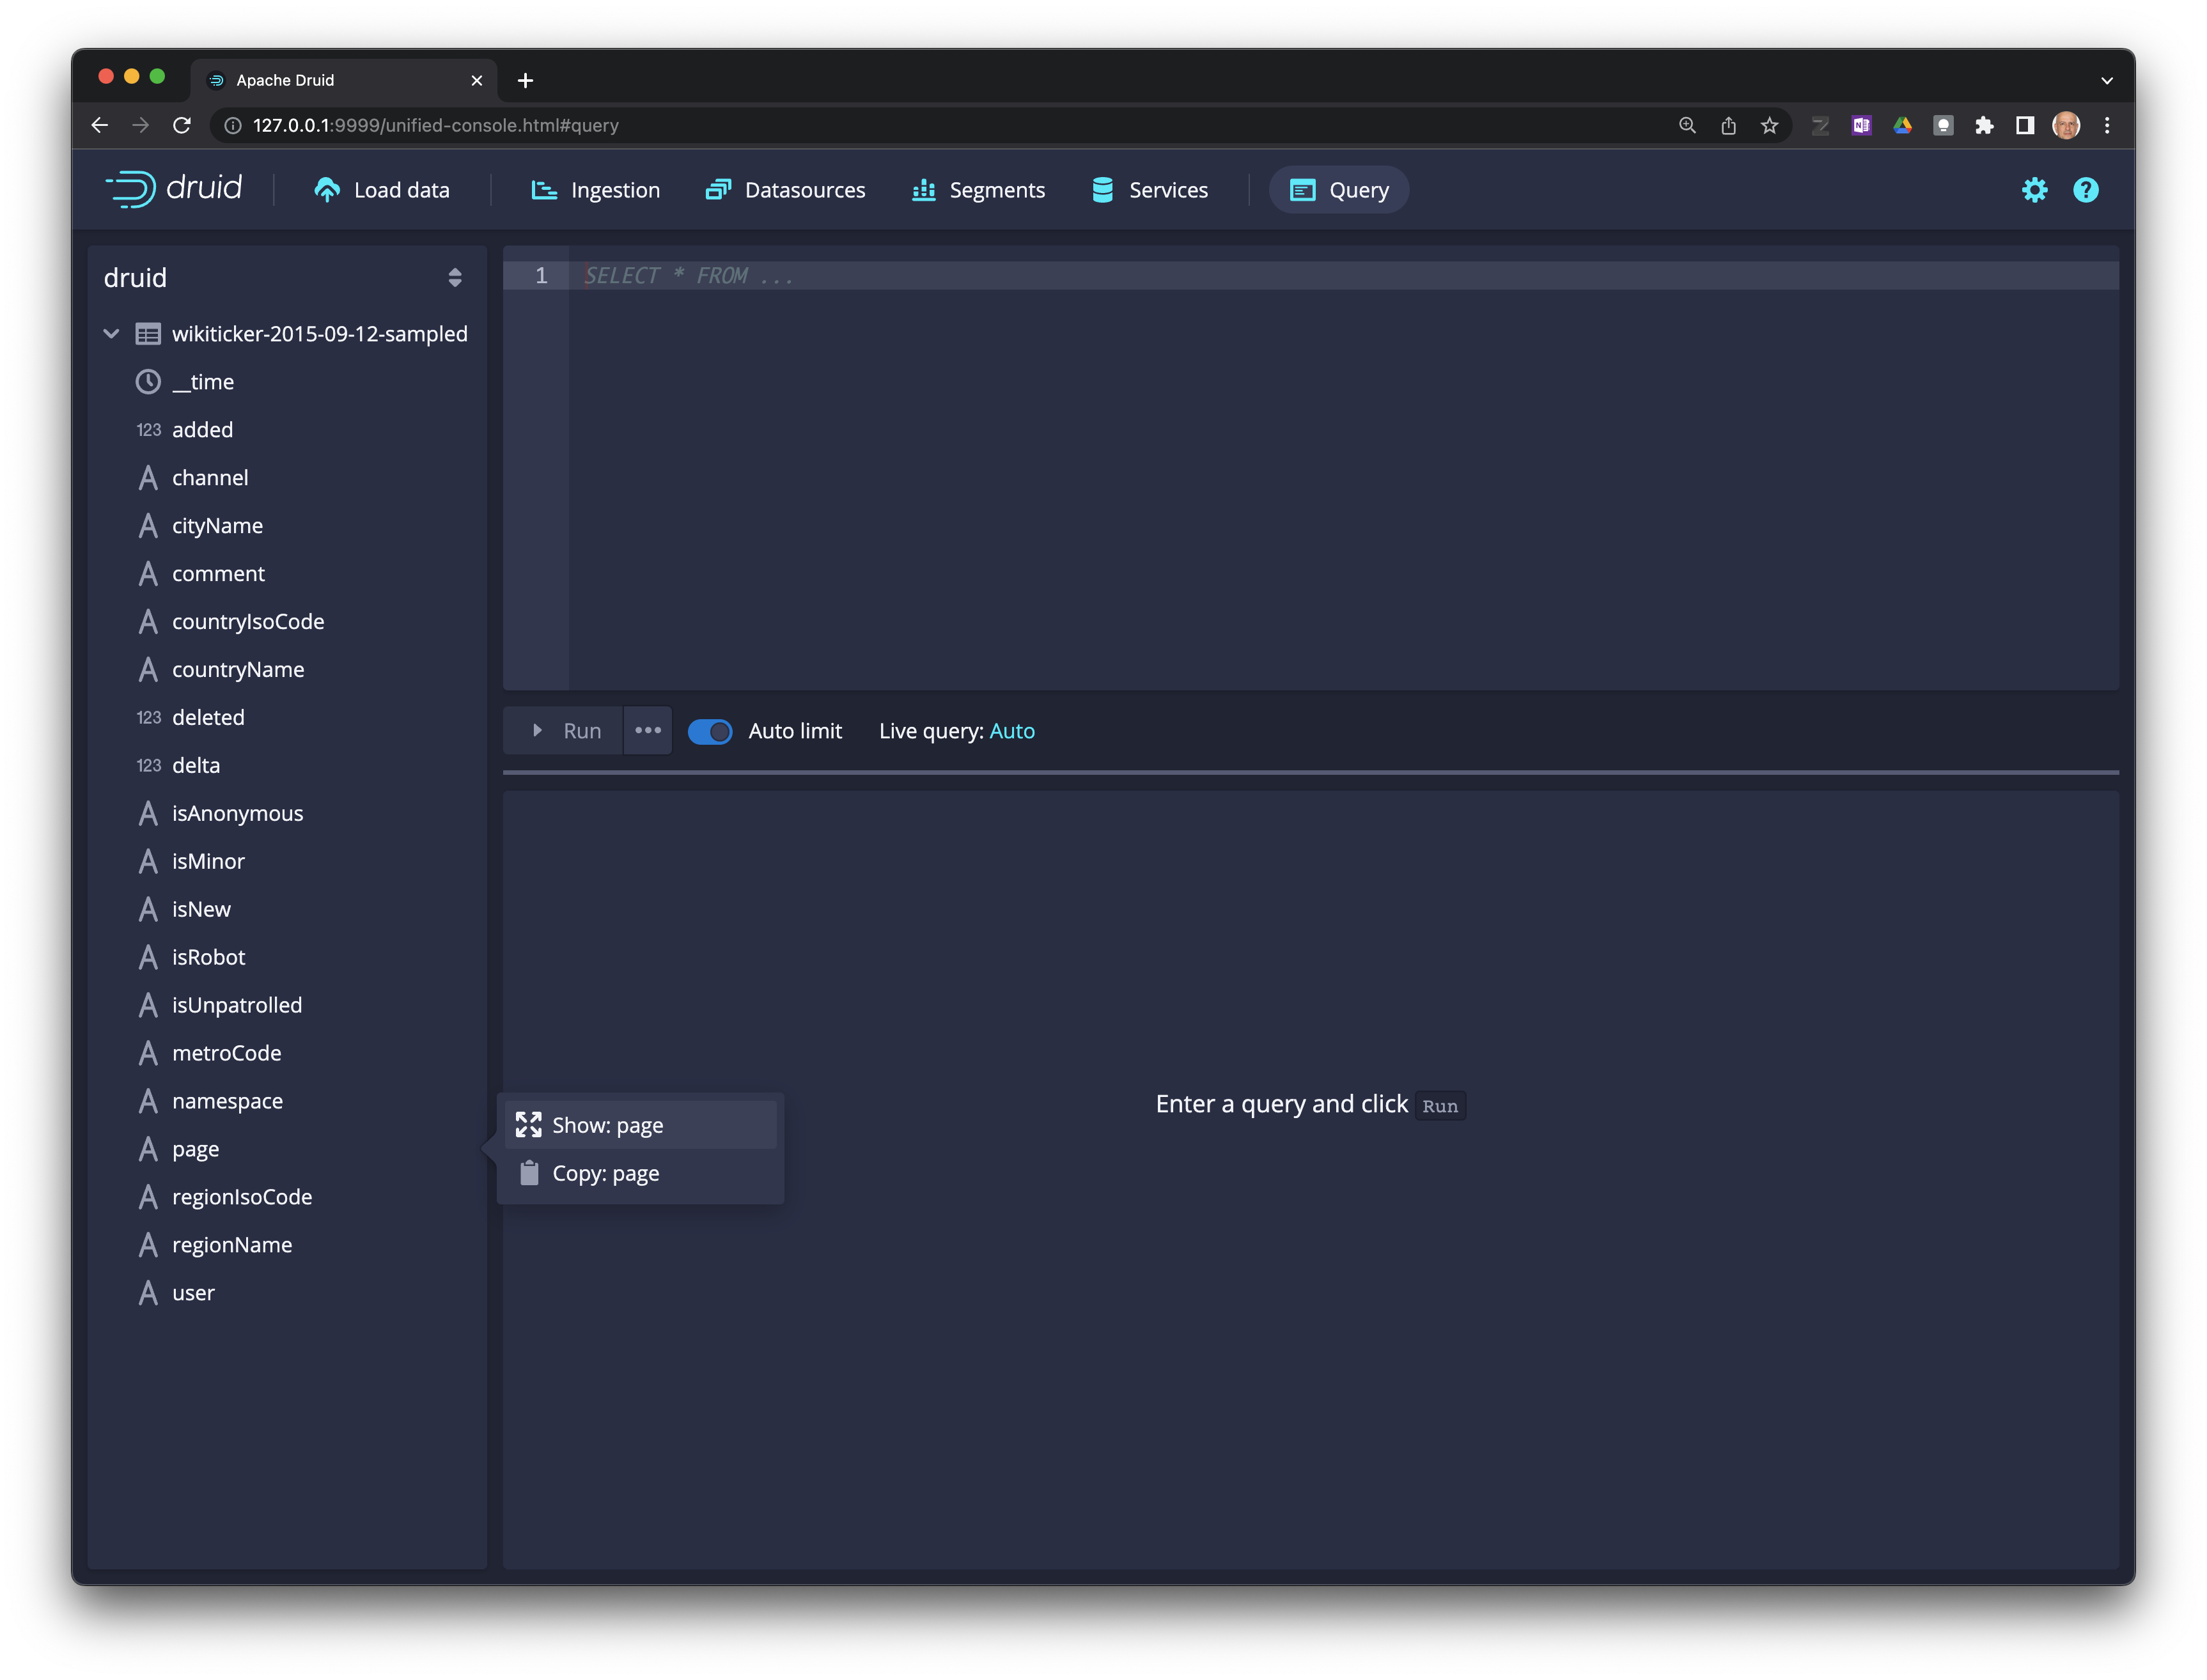 Apache Druid
127.0.0.1:9999/unified-console.html#query
druid Load data Ingestion Datasources Segments Services Query
druid
wikiticker-2015-09-12-sampled
__time
123 added
channel
cityName
comment
countryIsoCode
countryName
123 deleted
123 delta
isAnonymous
isMinor
isNew
isRobot
isUnpatrolled
metroCode
namespace
page
regionIsoCode
regionName
user
1 SELECT * FROM ...
Run Auto limit Live query: Auto
Enter a query and click Run
Show: page
Copy: page